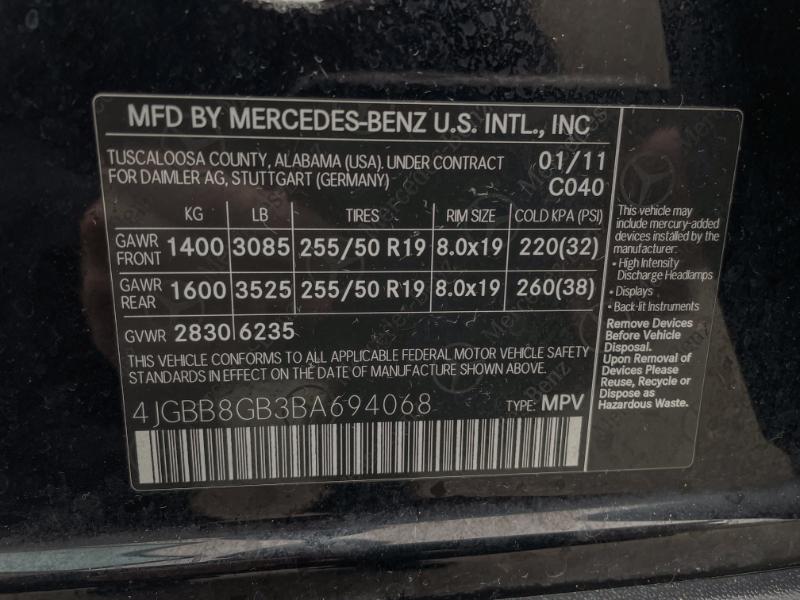 MFD BY MERCEDES-BENZ U.S. INTL., INC
TUSCALOOSA COUNTY, ALABAMA (USA), UNDER CONTRACT 01/11
FOR DAIMLER AG, STUTTGART (GERMANY) C040
KG LB TIRES RIM SIZE COLD KPA (PSI)
GAWR FRONT 1400 3085 255/50 R19 8.0x19 220(32)
GAWR REAR 1600 3525 255/50 R19 8.0x19 260(38)
GVWR 2830 6235
THIS VEHICLE CONFORMS TO ALL APPLICABLE FEDERAL MOTOR VEHICLE SAFETY
STANDARDS IN EFFECT ON THE DATE OF MANUFACTURE SHOWN ABOVE.
4JGBB8GB3BA694068 TYPE: MPV
This vehicle may
include mercury-added
devices installed by the
manufacturer:
• High Intensity
Discharge Headlamps
• Displays
• Back-lit Instruments
Remove Devices
Before Vehicle
Disposal.
Upon Removal of
Devices Please
Reuse, Recycle or
Dispose as
Hazardous Waste.